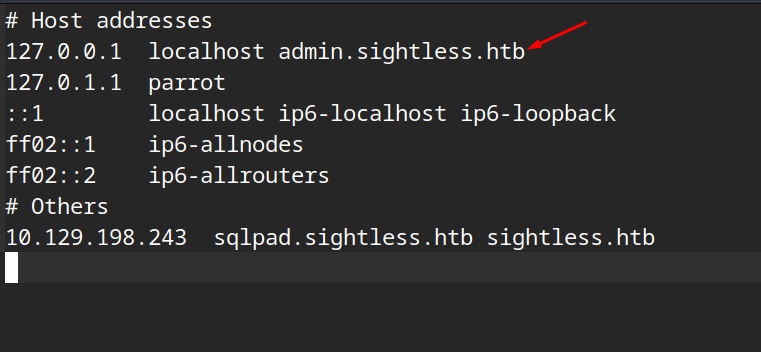 # Host addresses
127.0.0.1  localhost admin.sightless.htb
127.0.1.1  parrot
::1        localhost ip6-localhost ip6-loopback
ff02::1    ip6-allnodes
ff02::2    ip6-allrouters
# Others
10.129.198.243  sqlpad.sightless.htb sightless.htb